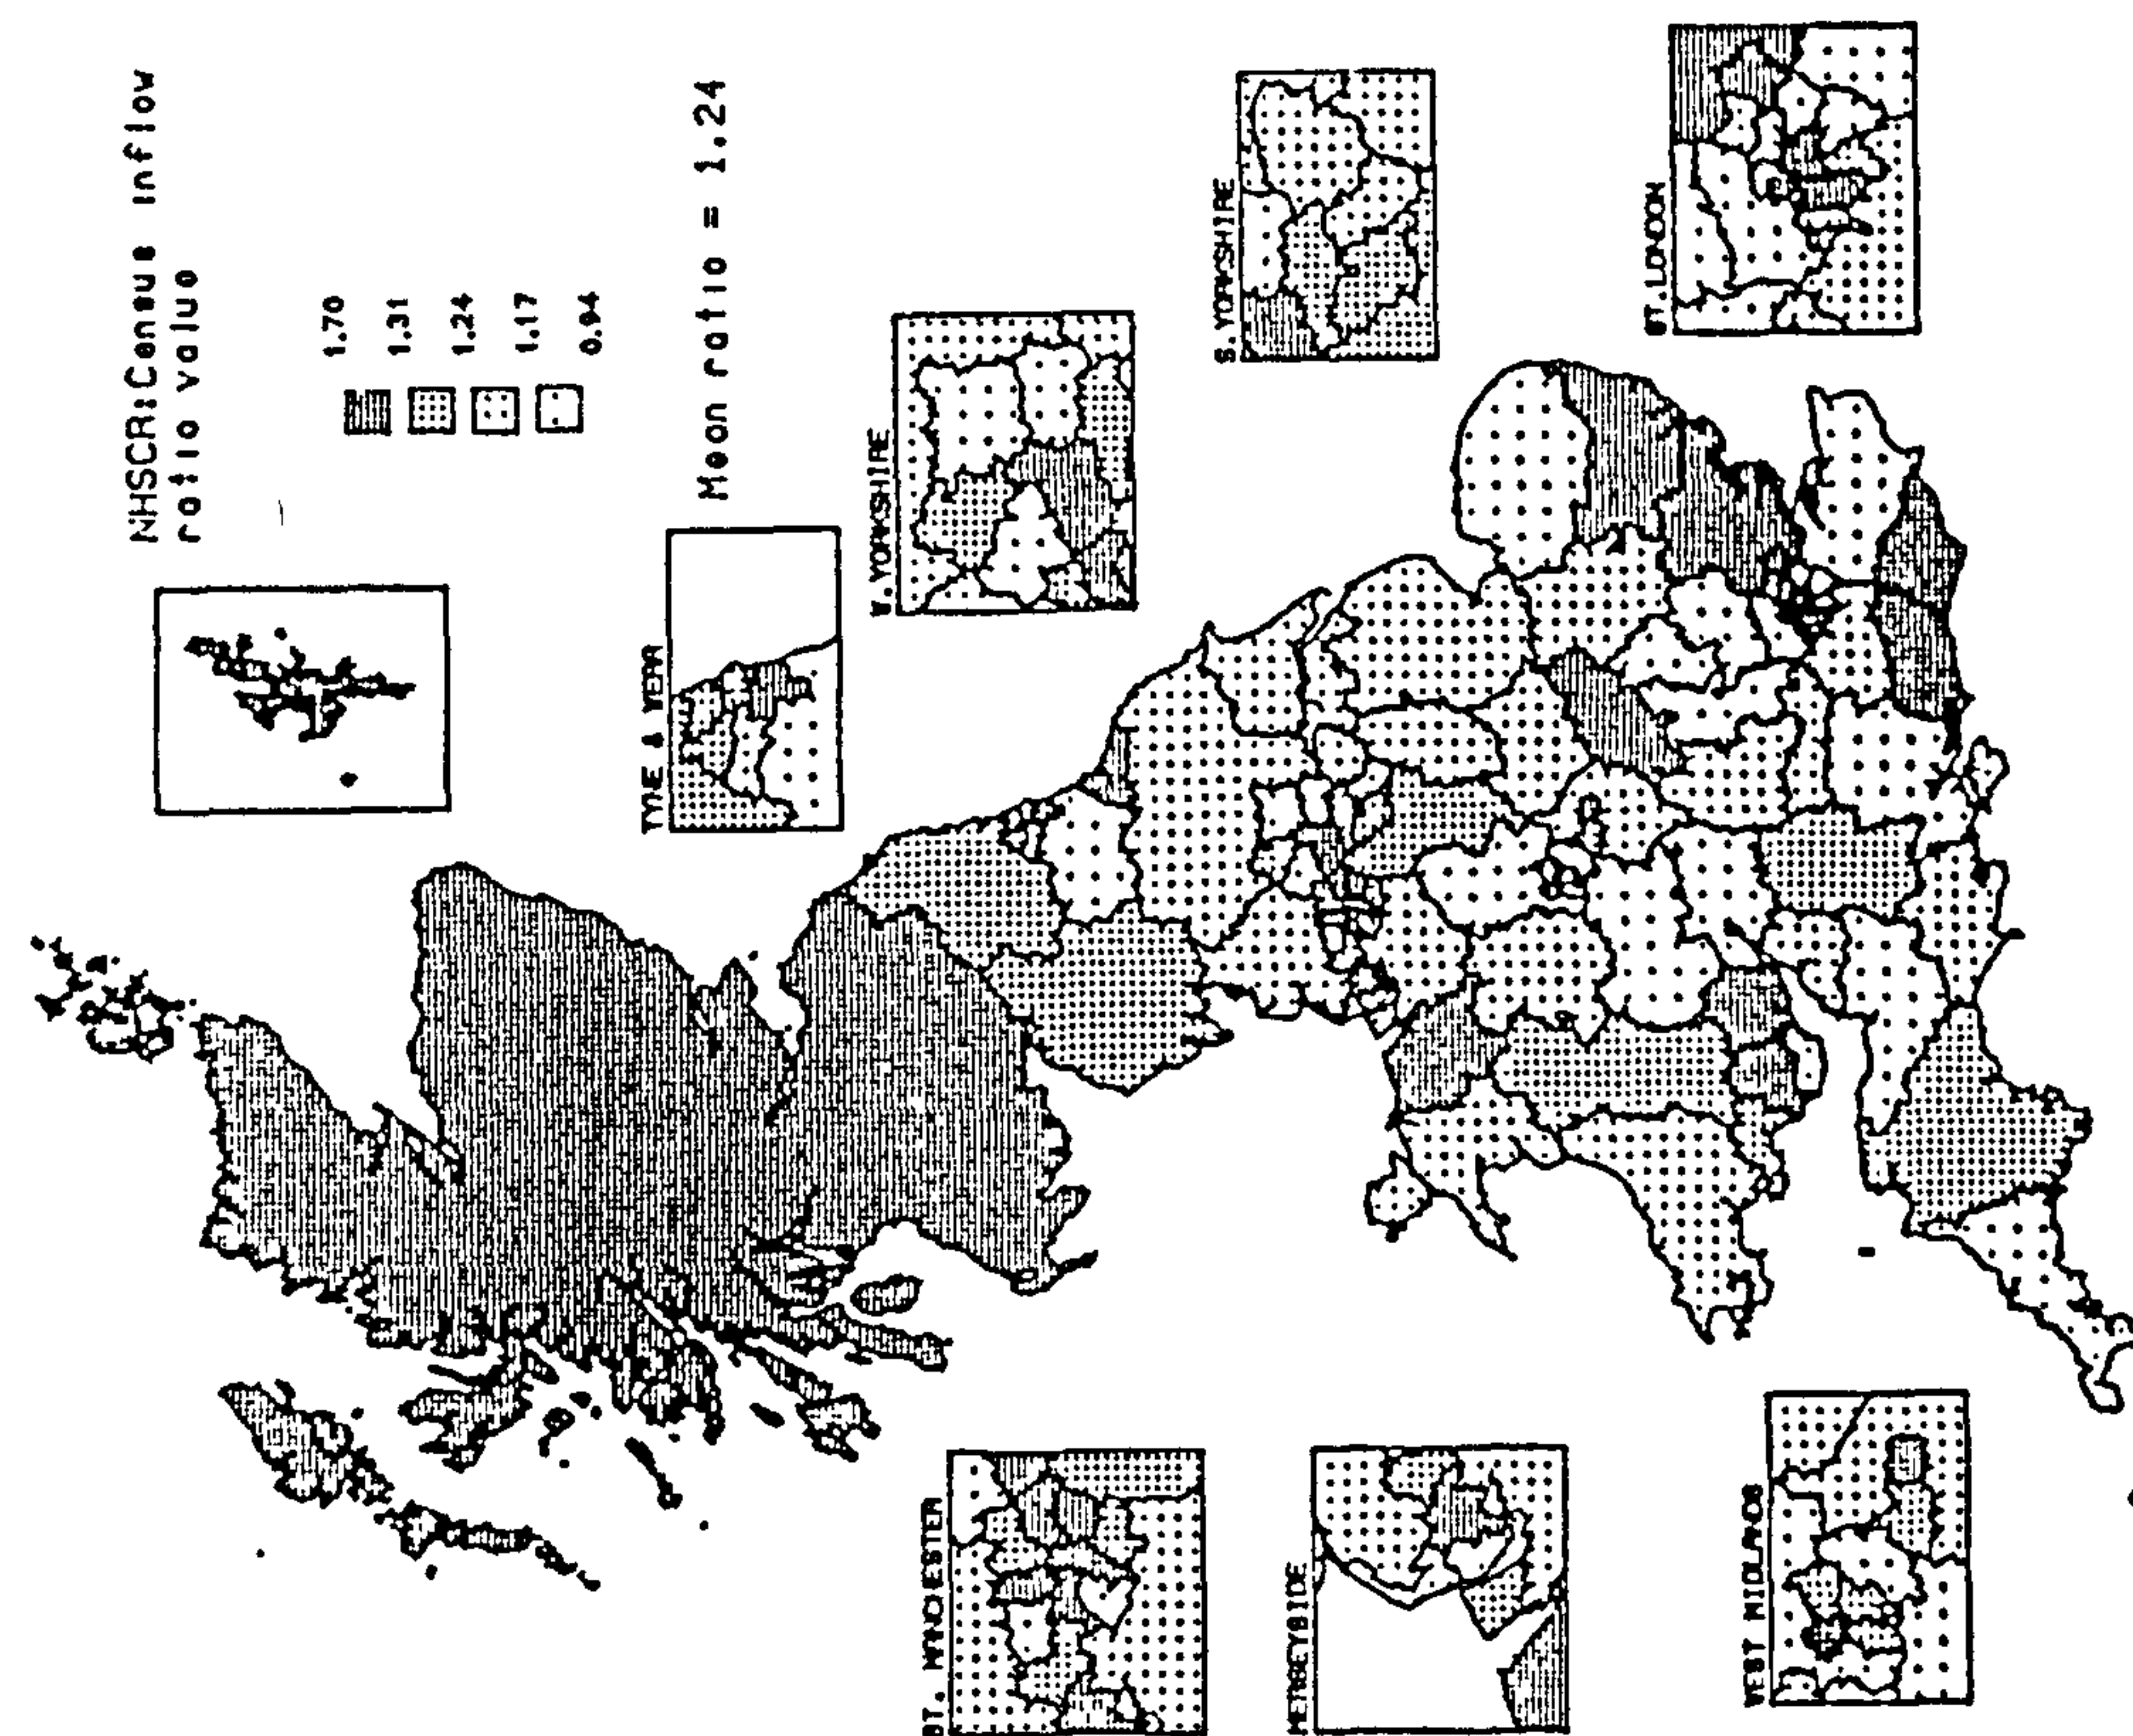 NHSCR:Census inflow
ratio value
1.70
1.31
1.24
1.17
0.94
Mean ratio = 1.24
TYNE & WEAR
W.YORKSHIRE
S.YORKSHIRE
GT.LONDON
GT. MANCHESTER
MERSEYSIDE
WEST MIDLANDS